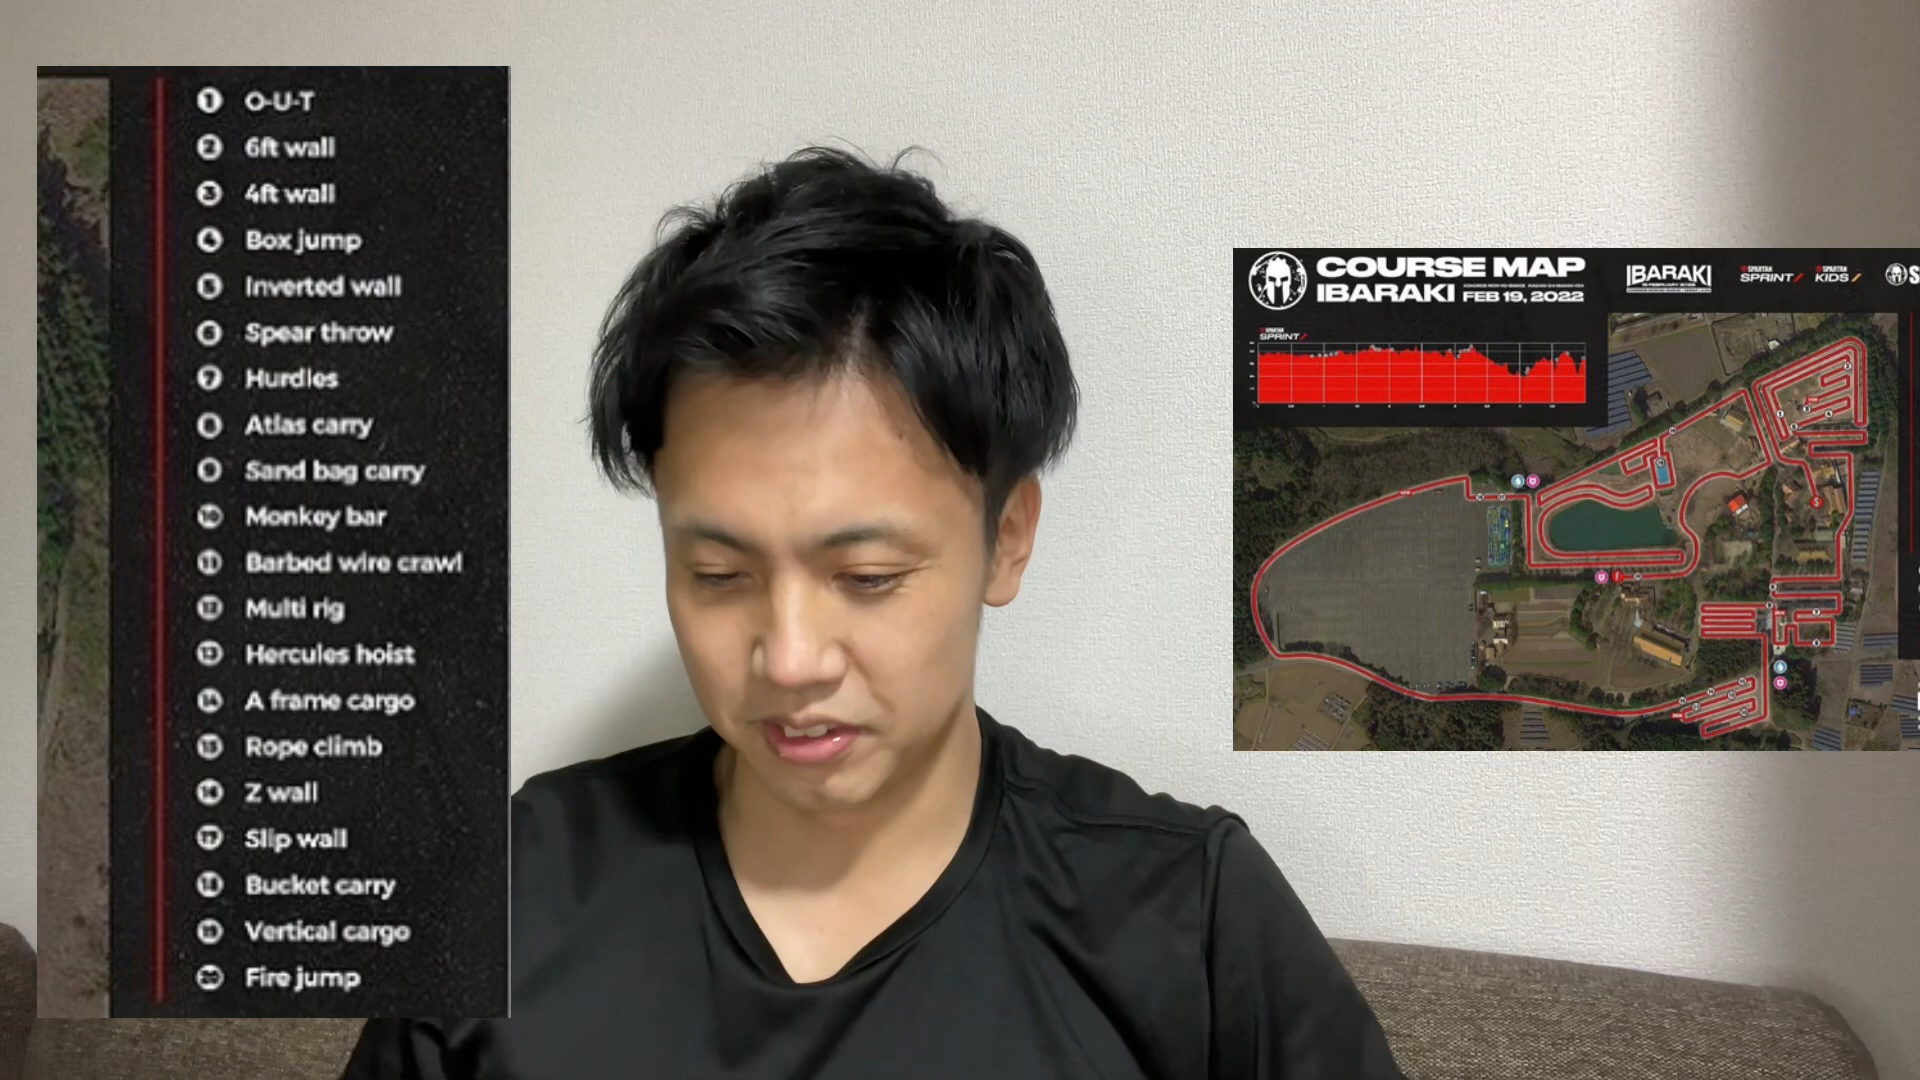 1 O-U-T
2 6ft wall
3 4ft wall
4 Box jump
5 Inverted wall
6 Spear throw
7 Hurdles
8 Atlas carry
9 Sand bag carry
10 Monkey bar
11 Barbed wire crawl
12 Multi rig
13 Hercules hoist
14 A frame cargo
15 Rope climb
16 Z wall
17 Slip wall
18 Bucket carry
19 Vertical cargo
20 Fire jump
COURSE MAP
IBARAKI FEB 19, 2022
IBARAKI
SPARTAN SPRINT
SPARTAN KIDS
SPARTAN
SPRINT